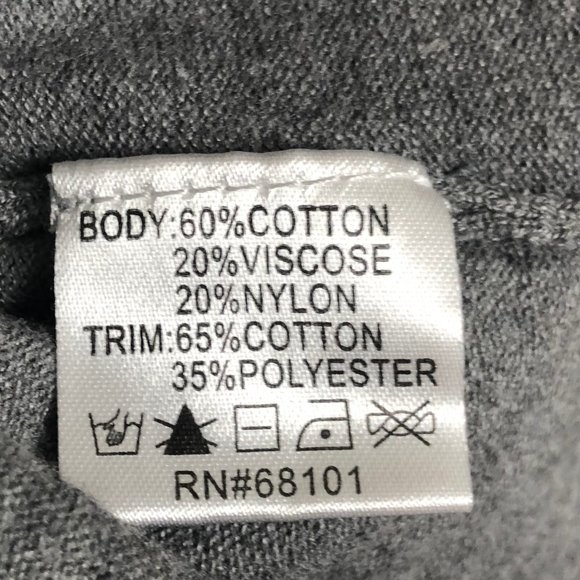 BODY:60%COTTON
20%VISCOSE
20%NYLON
TRIM:65%COTTON
35%POLYESTER
RN#68101